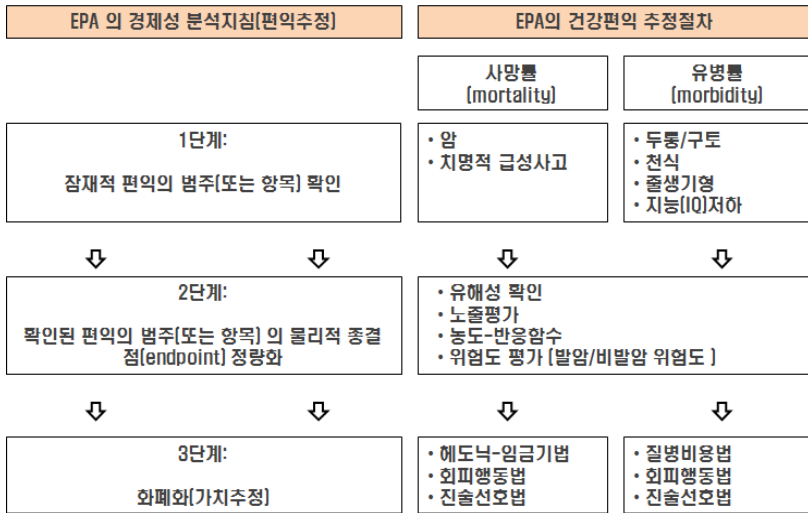 EPA 의 경제성 분석지침(편익추정)
EPA의 건강편익 추정절차
사망률
(mortality)
유병률
(morbidity)
1단계:
잠재적 편익의 범주(또는 항목) 확인
• 암
• 치명적 급성사고
• 두통/구토
• 천식
• 출생기형
• 지능(IQ)저하
2단계:
확인된 편익의 범주(또는 항목) 의 물리적 종결
점(endpoint) 정량화
• 유해성 확인
• 노출평가
• 농도-반응함수
• 위험도 평가 (발암/비발암 위험도 )
3단계:
화폐화(가치추정)
• 헤도닉-임금기법
• 회피행동법
• 진술선호법
• 질병비용법
• 회피행동법
• 진술선호법